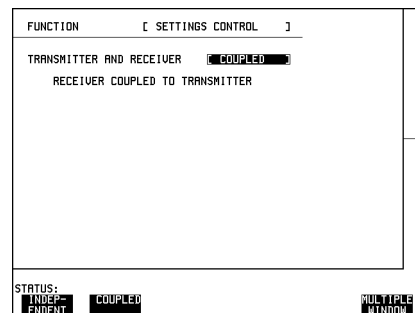 FUNCTION [ SETTINGS CONTROL ]
TRANSMITTER AND RECEIVER [ COUPLED ]
RECEIVER COUPLED TO TRANSMITTER
STATUS:
INDEP-
ENDENT
COUPLED
MULTIPLE
WINDOW